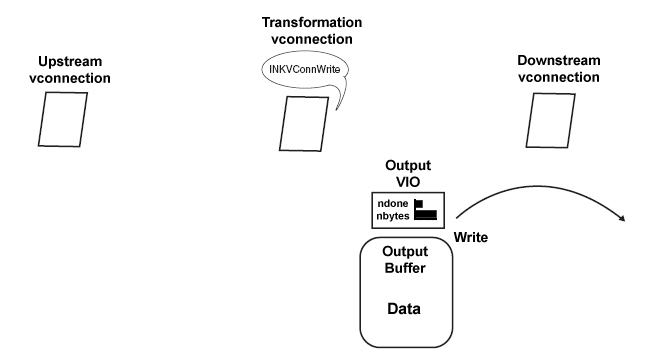 Transformation
vconnection
Upstream
vconnection
INKVConnWrite
Downstream
vconnection
Output
VIO
ndone
nbytes
Write
Output
Buffer
Data